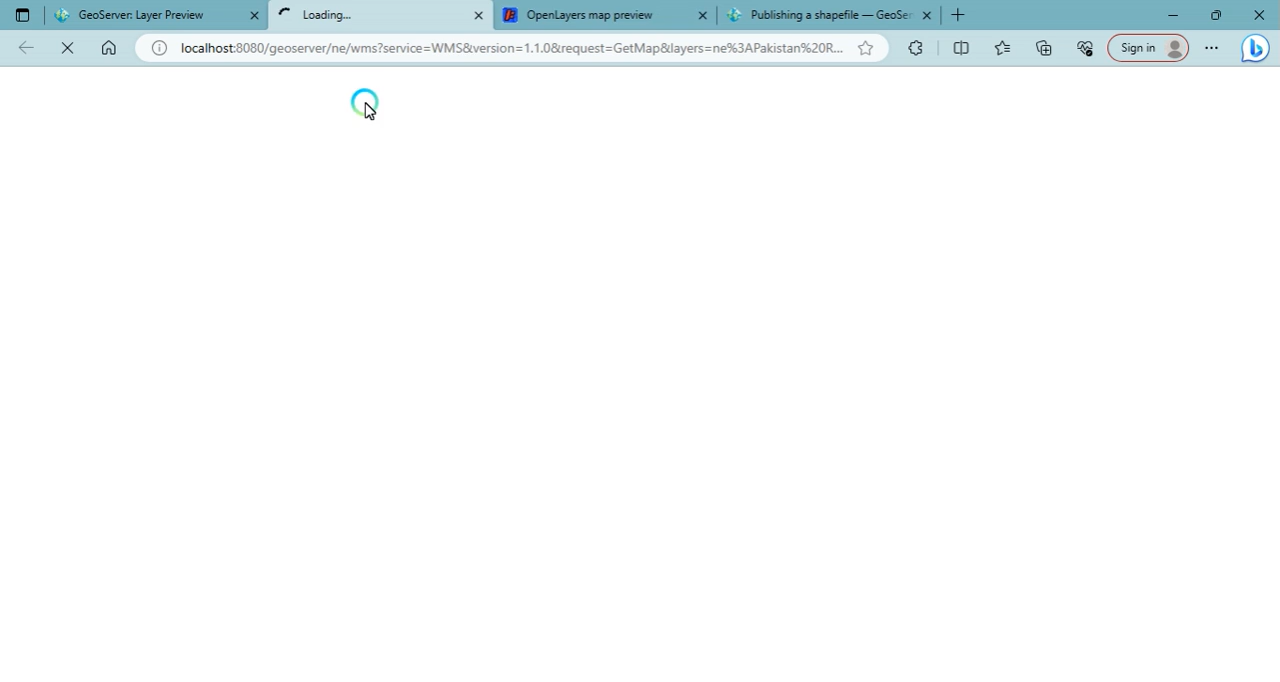 GeoServer: Layer Preview
Loading...
OpenLayers map preview
Publishing a shapefile — GeoSer
localhost:8080/geoserver/ne/wms?service=WMS&version=1.1.0&request=GetMap&layers=ne%3APakistan%20R...
Sign in